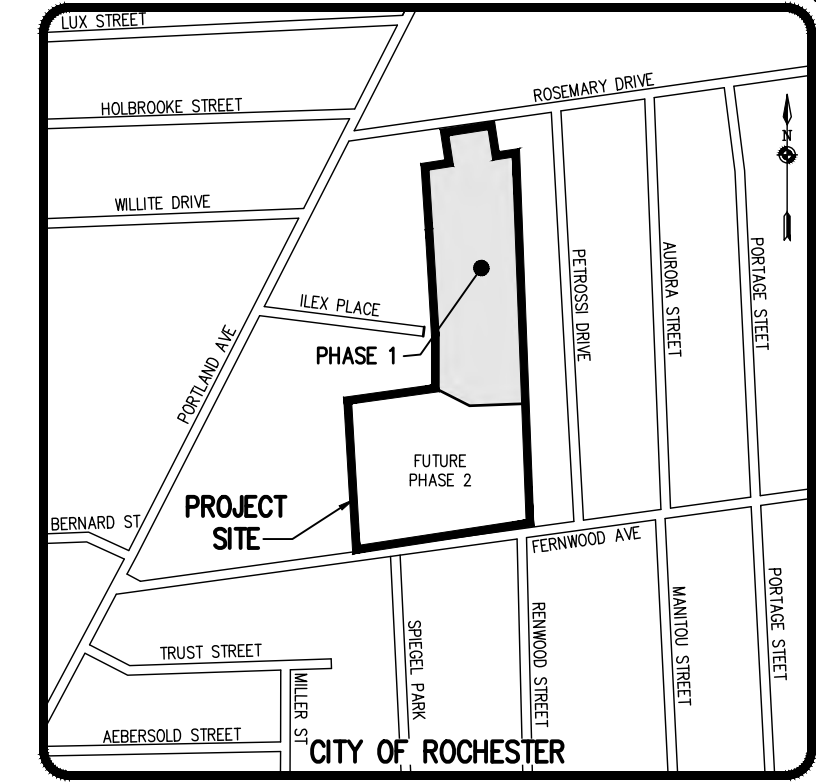 LUX STREET
HOLBROOKE STREET
ROSEMARY DRIVE
N
WILLITE DRIVE
ILEX PLACE
PETROSSI DRIVE
AURORA STREET
PORTAGE STEET
PHASE 1
PORTLAND AVE
FUTURE
PHASE 2
PROJECT
SITE
BERNARD ST
FERNWOOD AVE
SPIEGEL PARK
RENWOOD STREET
MANITOU STREET
PORTAGE STEET
TRUST STREET
MILLER ST
AEBERSOLD STREET
CITY OF ROCHESTER